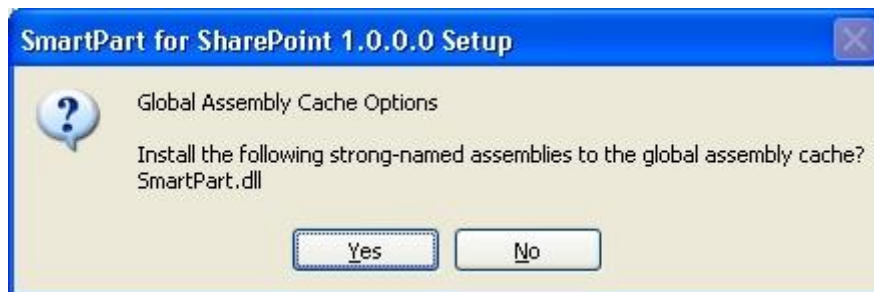 SmartPart for SharePoint 1.0.0.0 Setup
?
Global Assembly Cache Options
Install the following strong-named assemblies to the global assembly cache?
SmartPart.dll
Yes
No